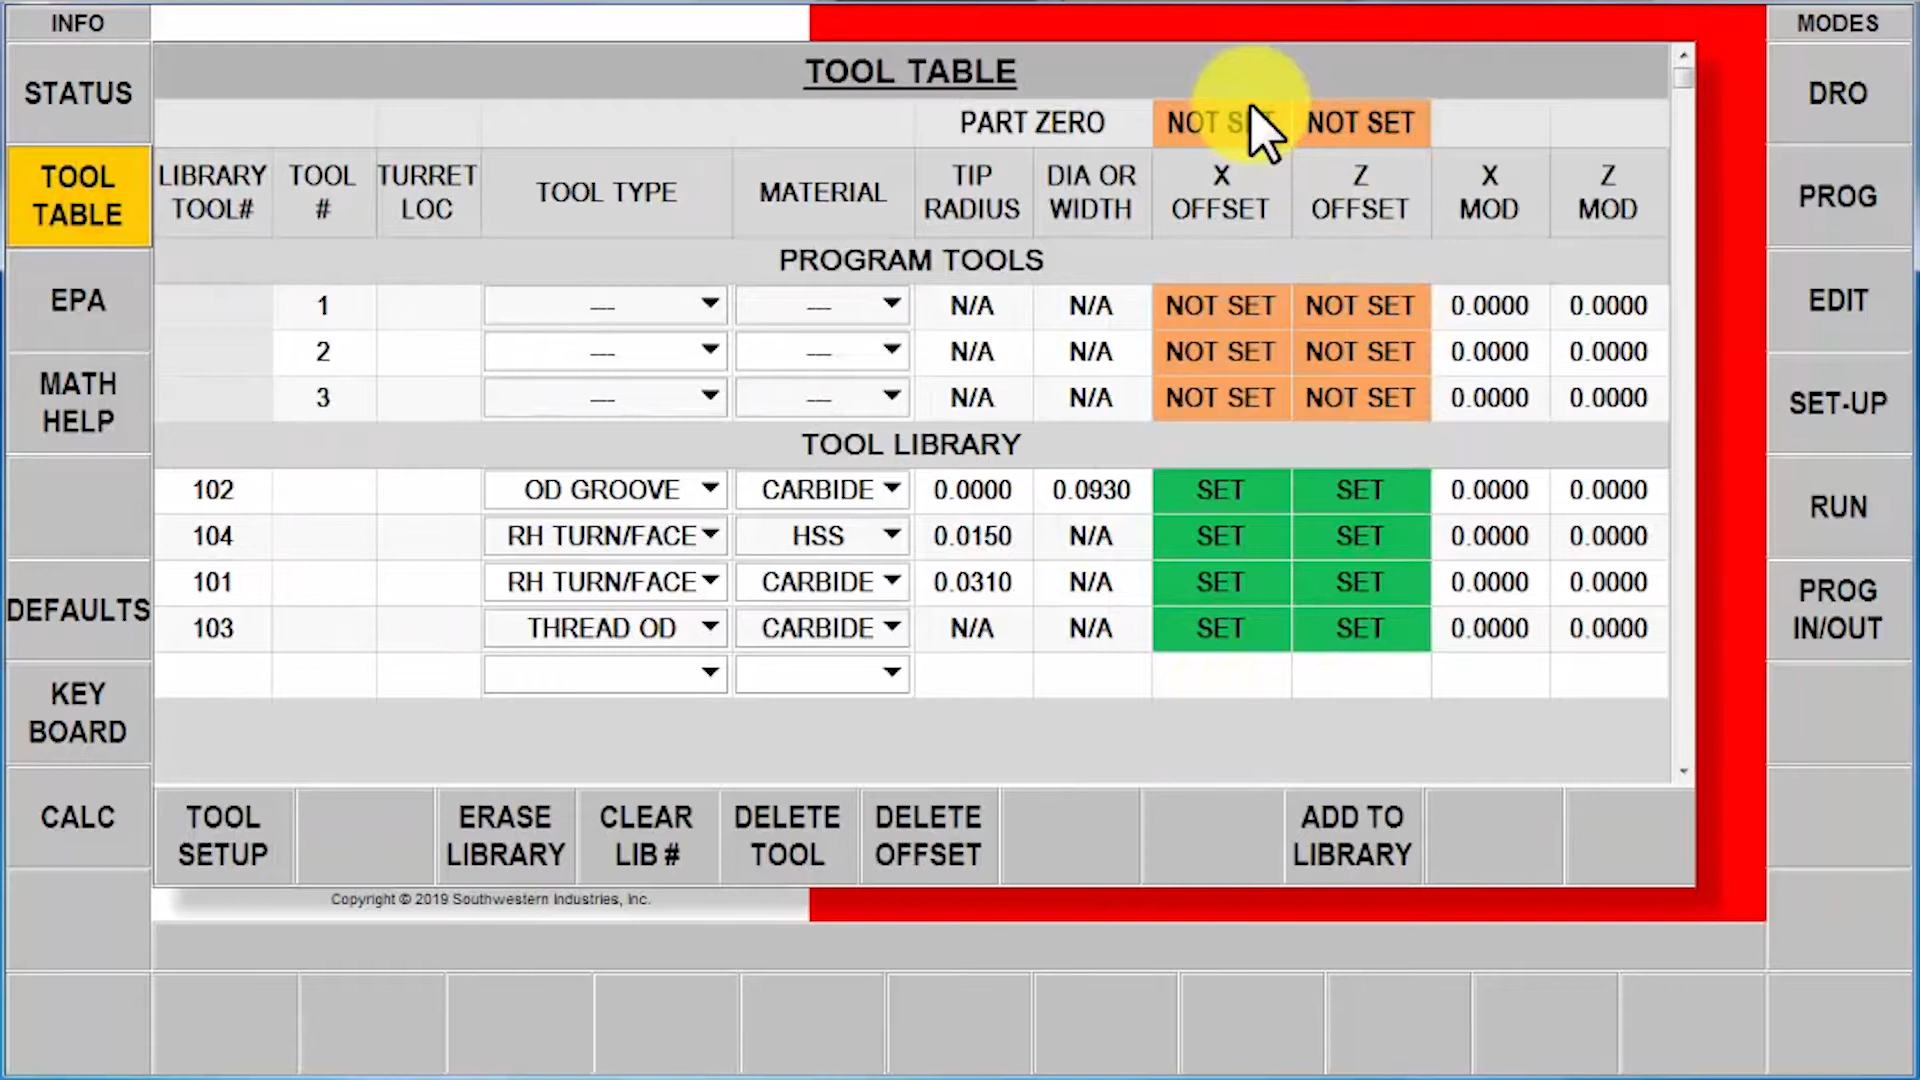 INFO
MODES
STATUS
TOOL TABLE
EPA
MATH HELP
DEFAULTS
KEY BOARD
CALC
TOOL TABLE
PART ZERO NOT SET NOT SET
LIBRARY TOOL# TOOL # TURRET LOC TOOL TYPE MATERIAL TIP RADIUS DIA OR WIDTH X OFFSET Z OFFSET X MOD Z MOD
PROGRAM TOOLS
1 --- --- N/A N/A NOT SET NOT SET 0.0000 0.0000
2 --- --- N/A N/A NOT SET NOT SET 0.0000 0.0000
3 --- --- N/A N/A NOT SET NOT SET 0.0000 0.0000
TOOL LIBRARY
102 OD GROOVE CARBIDE 0.0000 0.0930 SET SET 0.0000 0.0000
104 RH TURN/FACE HSS 0.0150 N/A SET SET 0.0000 0.0000
101 RH TURN/FACE CARBIDE 0.0310 N/A SET SET 0.0000 0.0000
103 THREAD OD CARBIDE N/A N/A SET SET 0.0000 0.0000
TOOL SETUP ERASE LIBRARY CLEAR LIB # DELETE TOOL DELETE OFFSET ADD TO LIBRARY
Copyright © 2019 Southwestern Industries, Inc.
DRO
PROG
EDIT
SET-UP
RUN
PROG IN/OUT